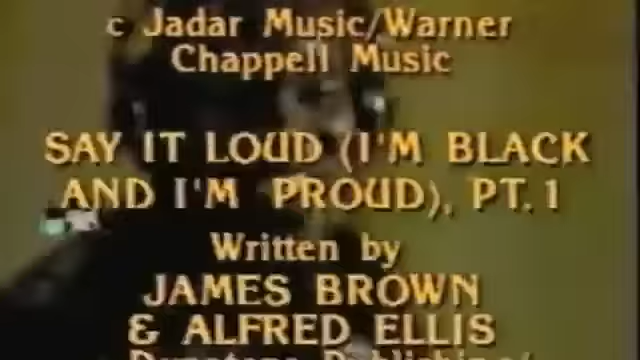 c Jadar Music/Warner
Chappell Music
SAY IT LOUD (I'M BLACK
AND I'M PROUD), PT.1
Written by
JAMES BROWN
& ALFRED ELLIS